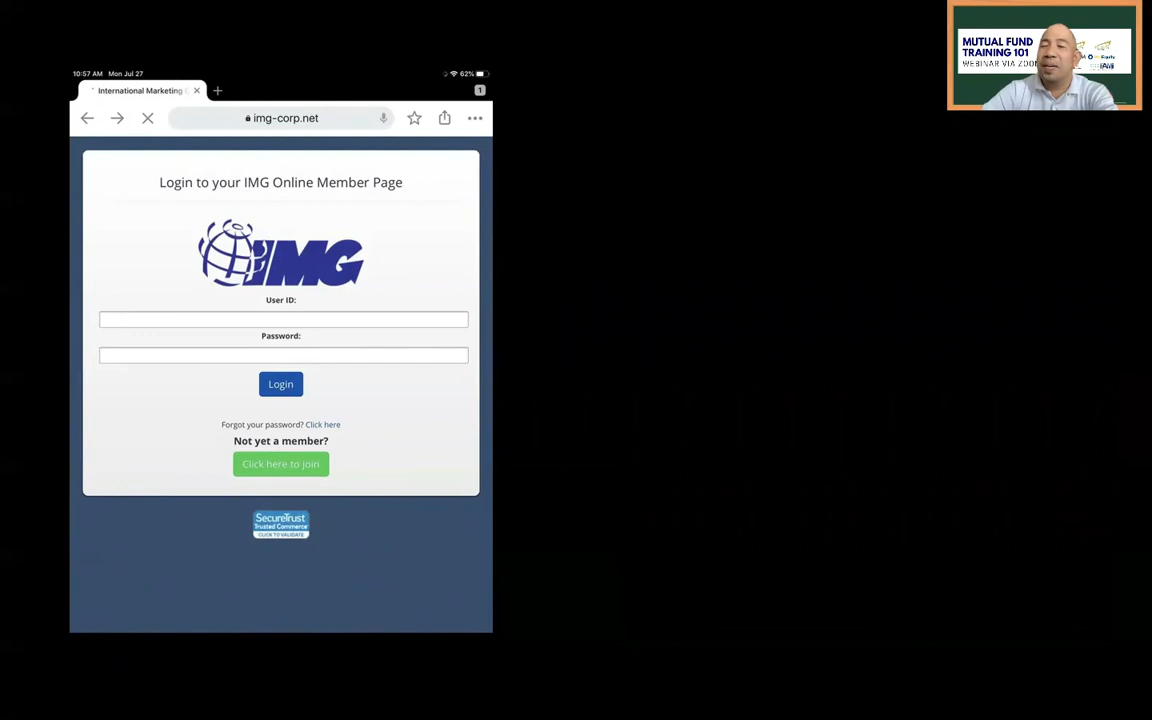 10:57 AM Mon Jul 27
62%
International Marketing
1
img-corp.net
Login to your IMG Online Member Page
IMG
User ID:
Password:
Login
Forgot your password? Click here
Not yet a member?
Click here to join
SecureTrust
Trusted Commerce
CLICK TO VALIDATE
MUTUAL FUND
TRAINING 101
WEBINAR VIA ZOO